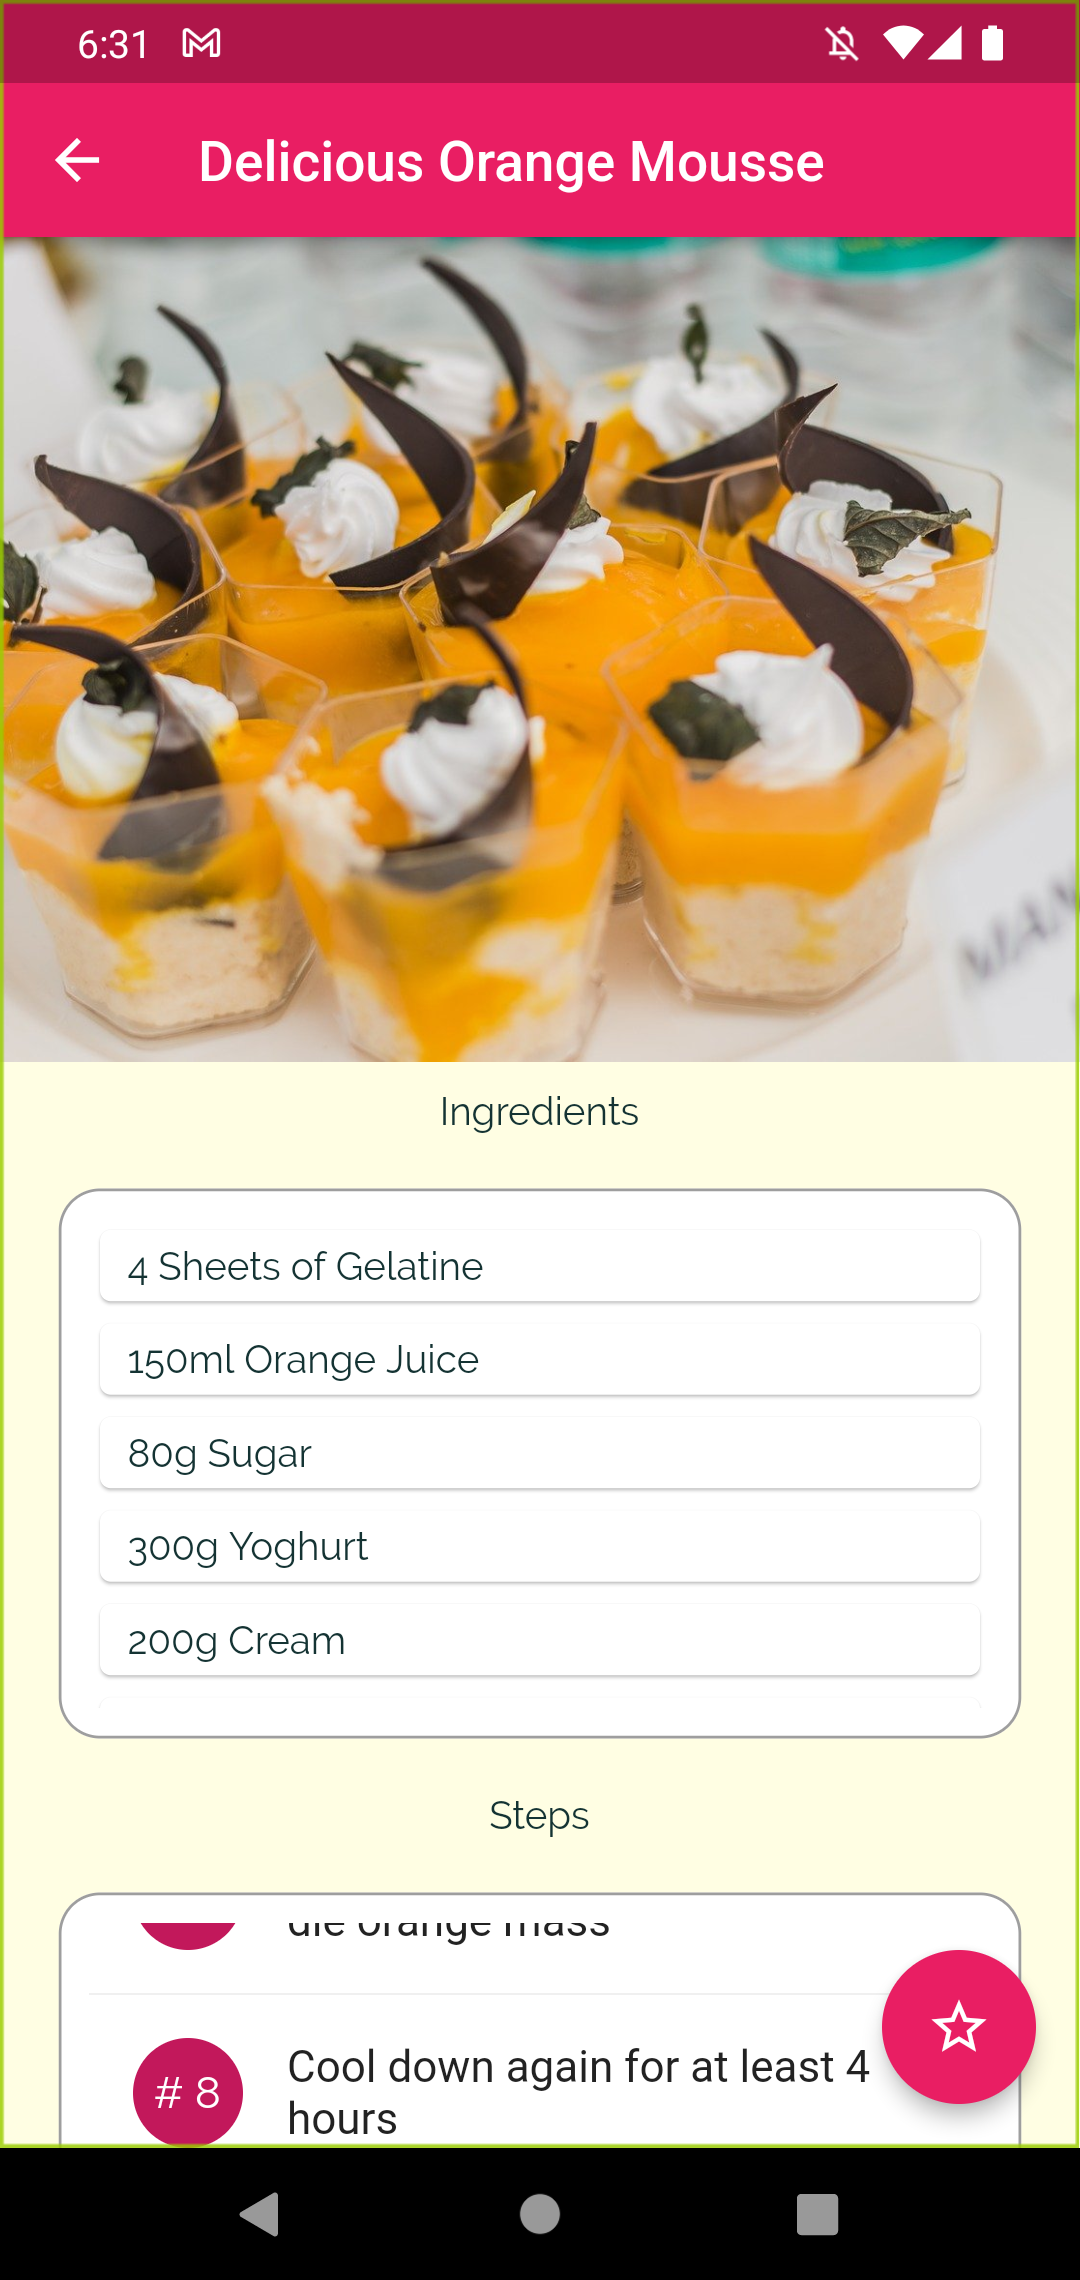 6:31
Delicious Orange Mousse
Ingredients
4 Sheets of Gelatine
150ml Orange Juice
80g Sugar
300g Yoghurt
200g Cream
Steps
die orange mass
# 8
Cool down again for at least 4
hours